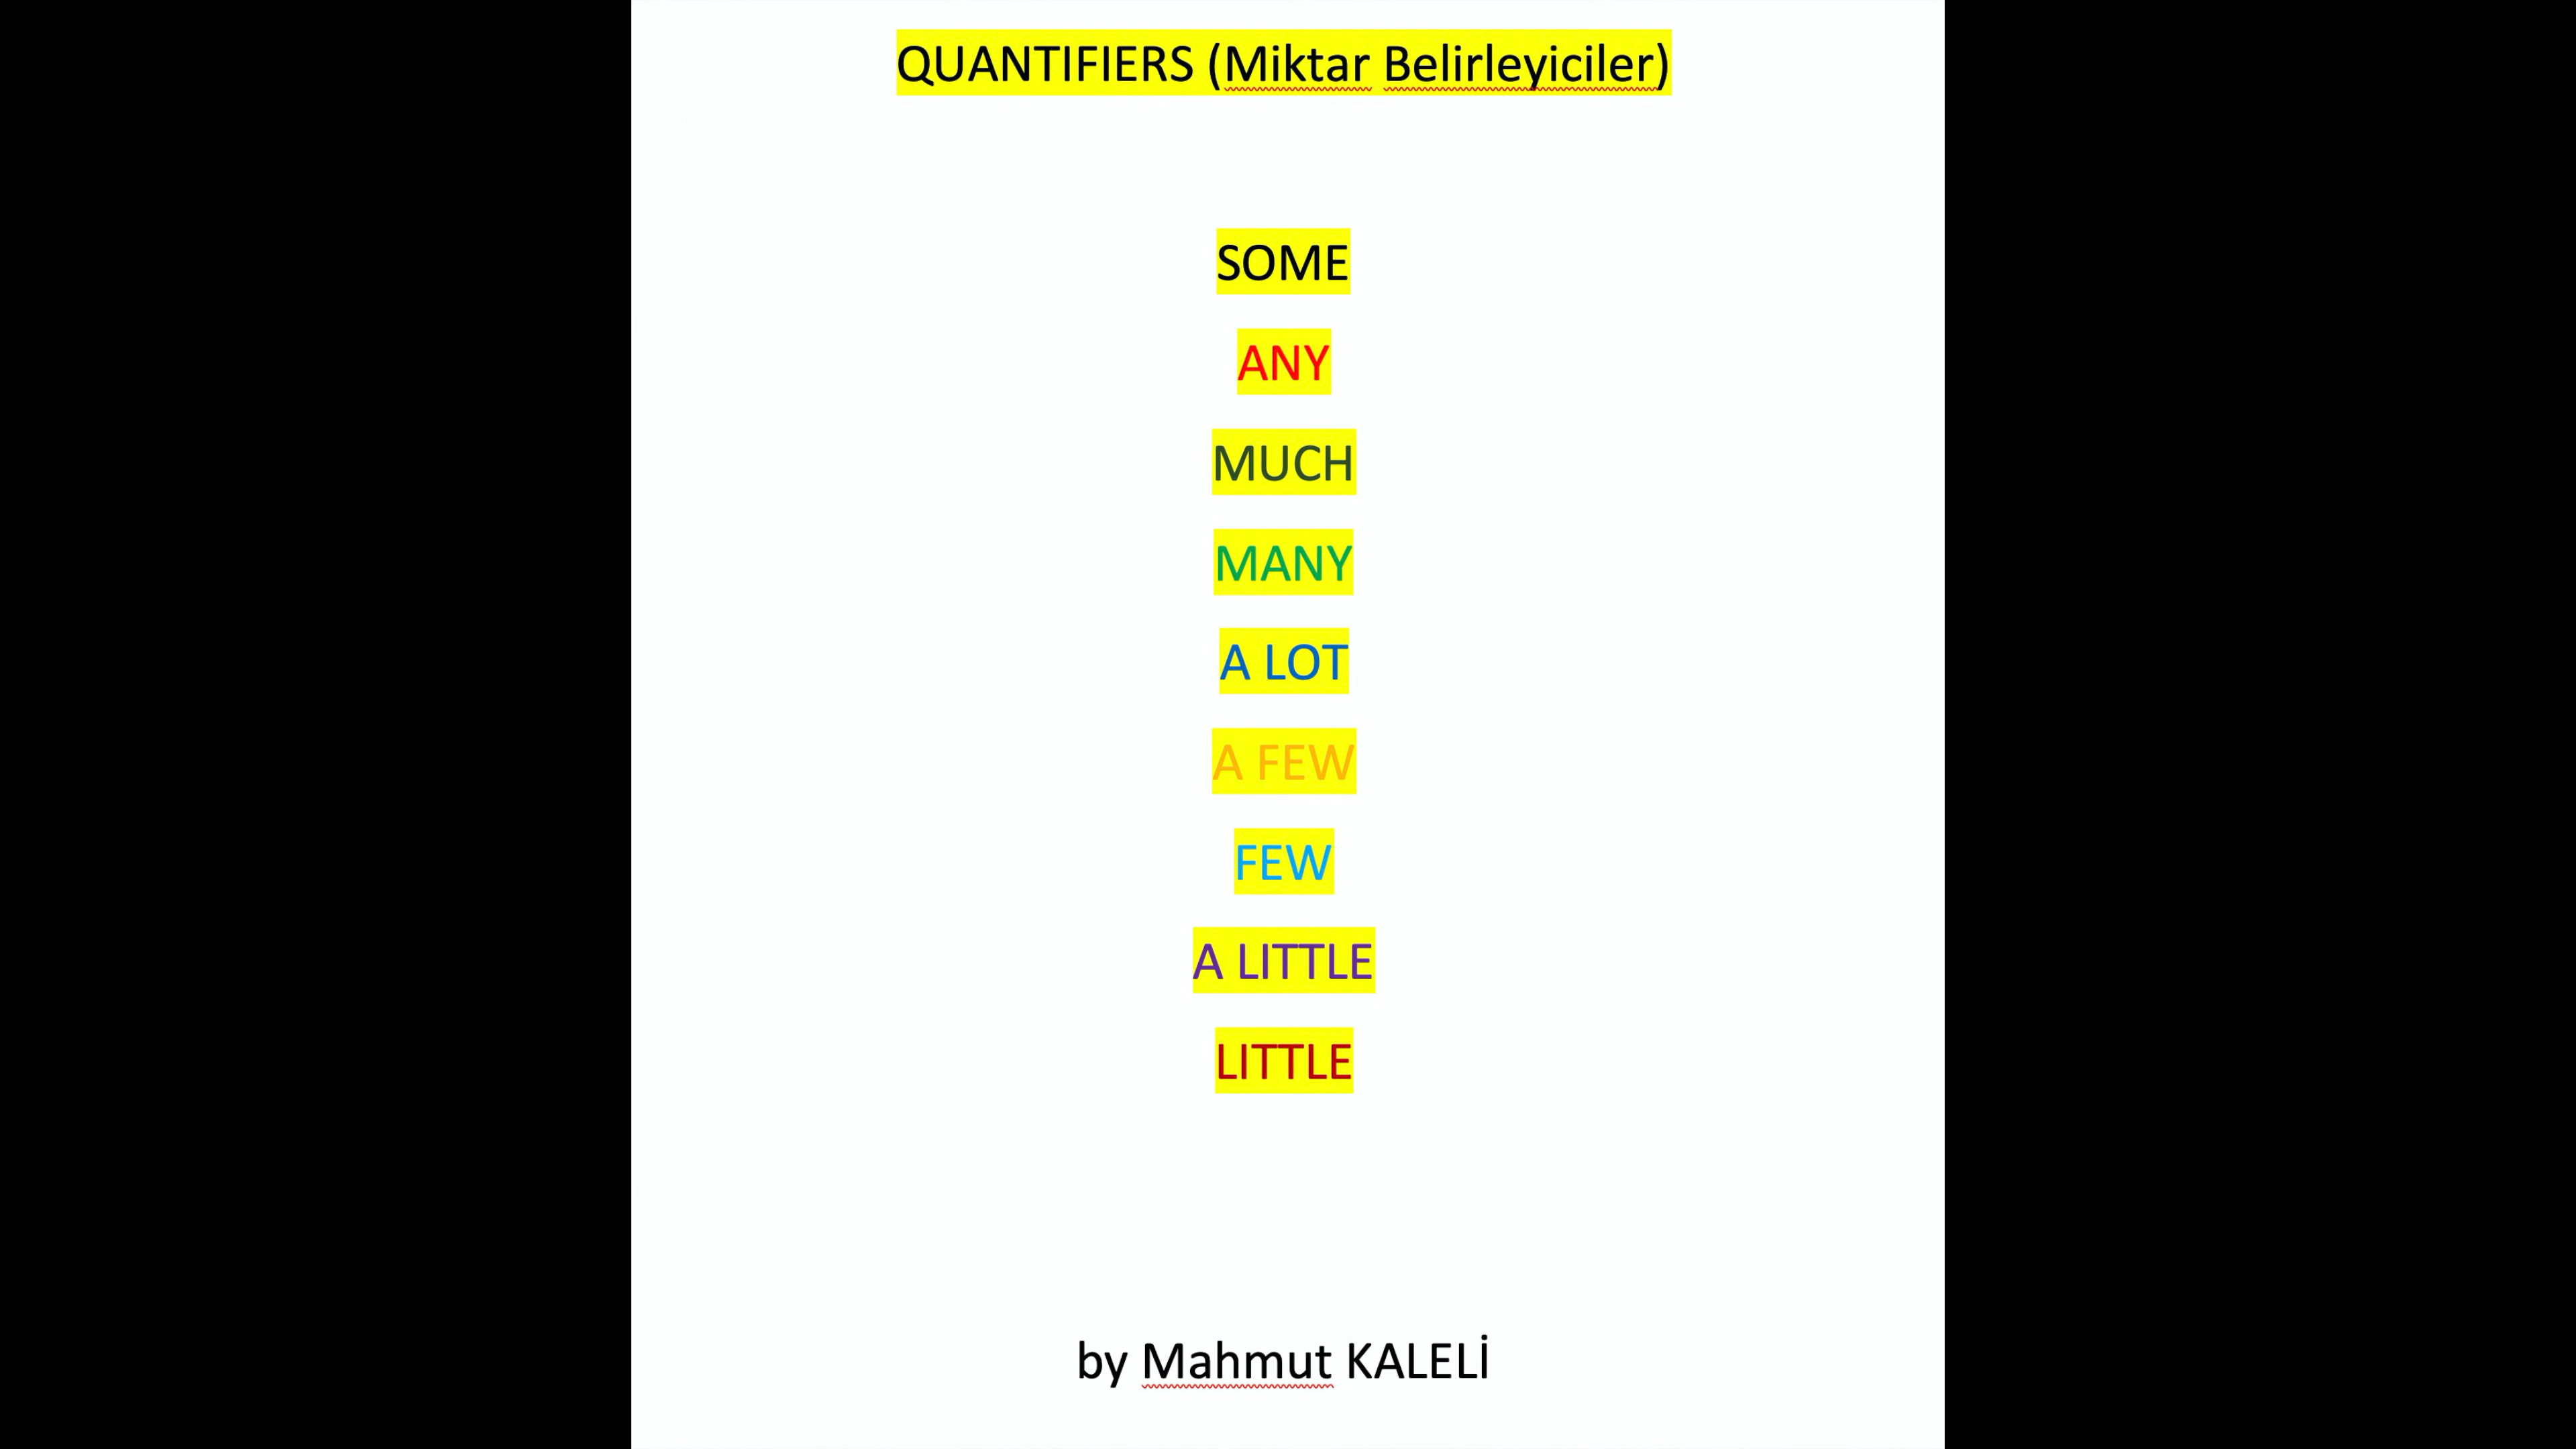 QUANTIFIERS (Miktar Belirleyiciler)
SOME
ANY
MUCH
MANY
A LOT
A FEW
FEW
A LITTLE
LITTLE
by Mahmut KALELİ